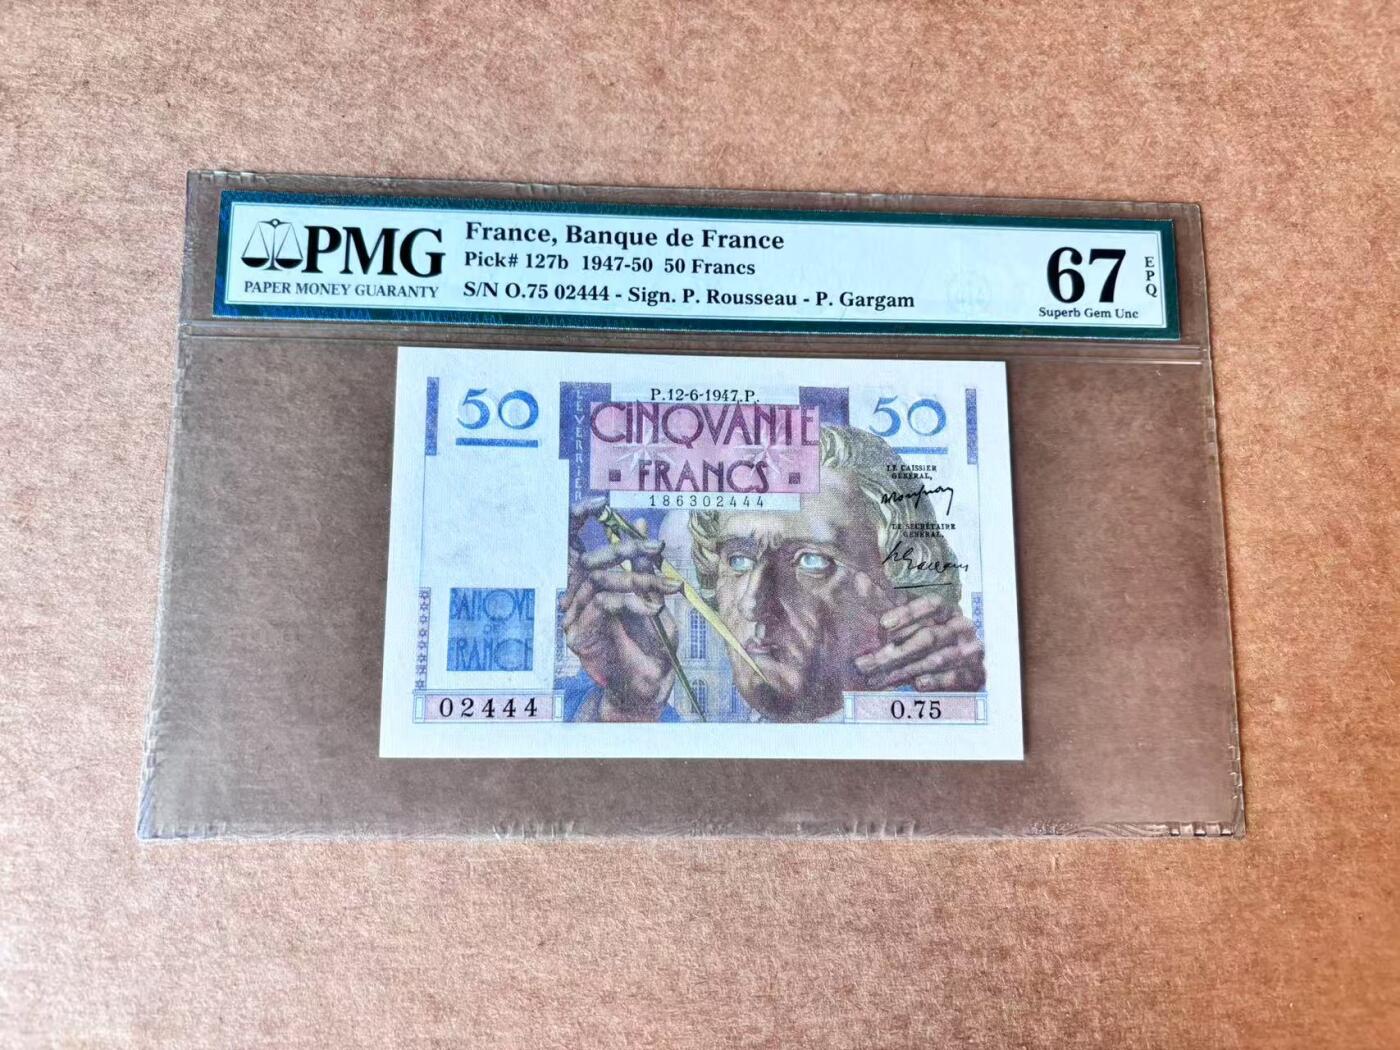 PMG
PAPER MONEY GUARANTY
France, Banque de France
Pick# 127b 1947-50 50 Francs
S/N O.75 02444 - Sign. P. Rousseau - P. Gargam
67
EPQ
Superb Gem Unc
50
LEVERRIER
P.12-6-1947.P.
CINQVANTE
FRANCS
186302444
50
LE CAISSIER
GÉNÉRAL,
LE SECRÉTAIRE
GÉNÉRAL,
BANQVE
DE
FRANCE
02444
O.75